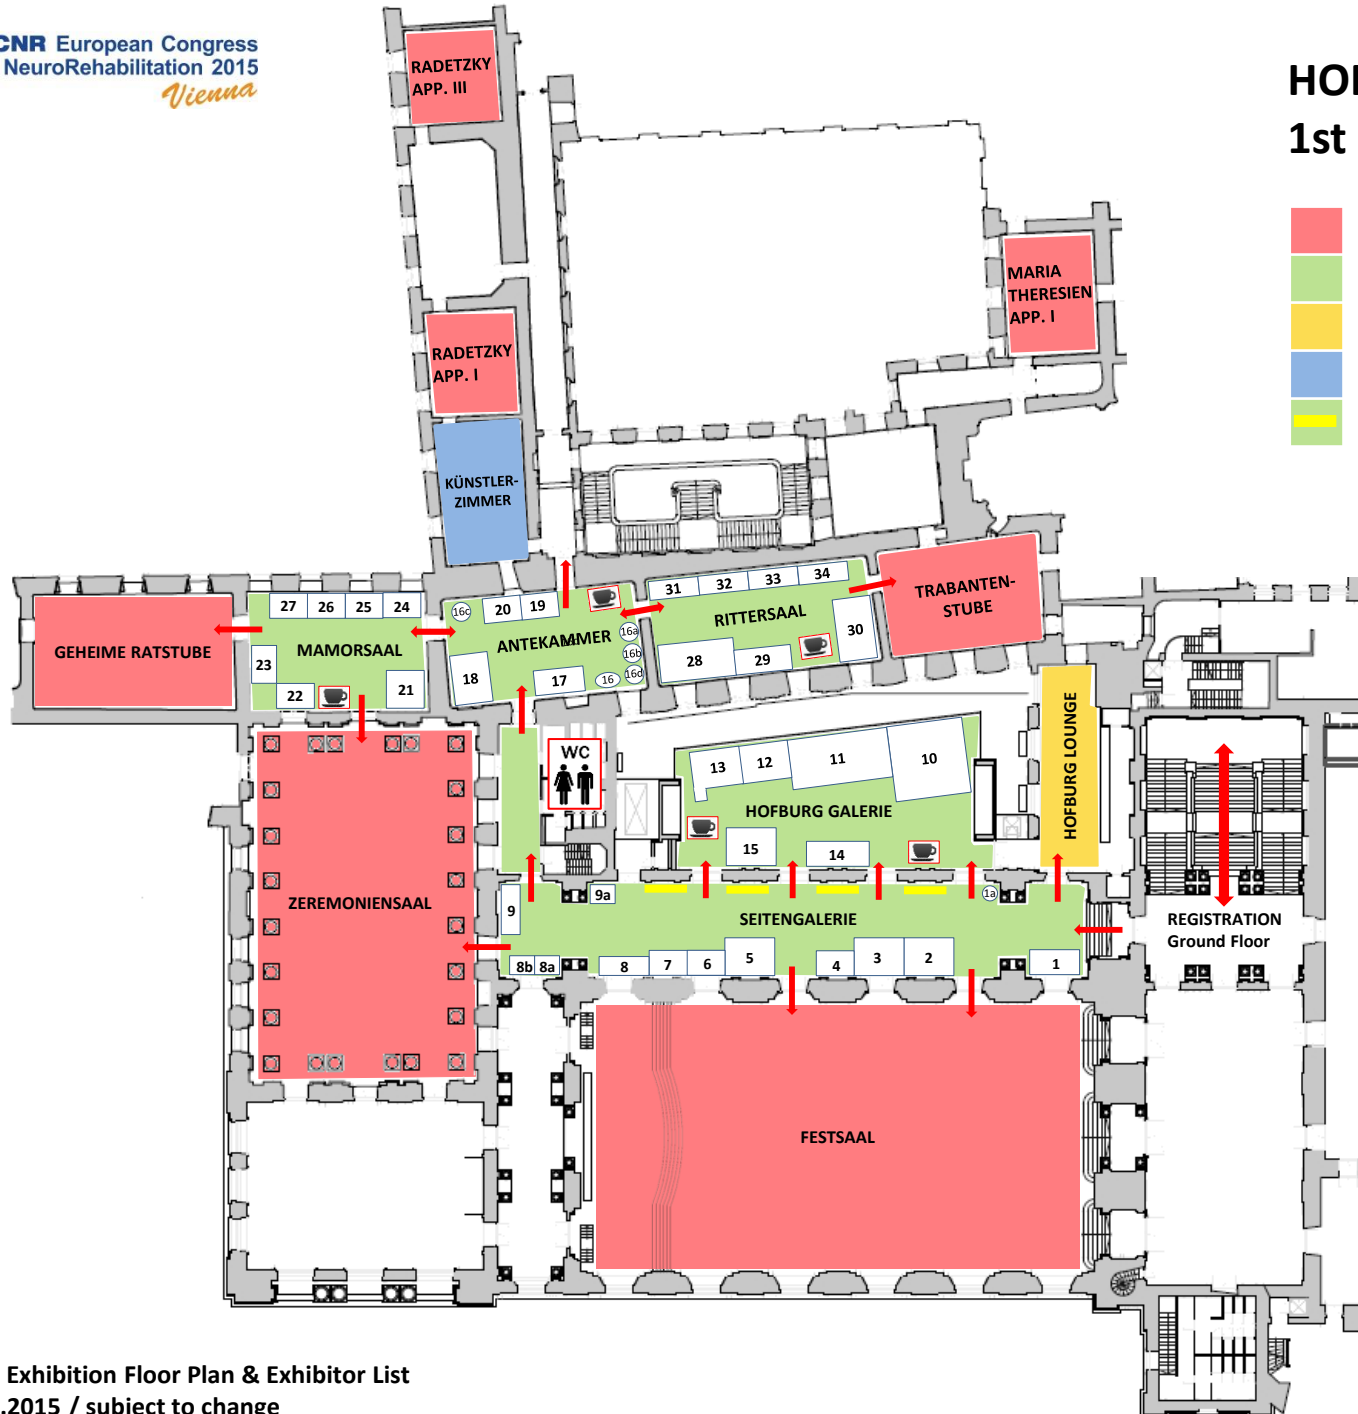 CNR European Congress
NeuroRehabilitation 2015
Vienna
HO
1st
RADETZKY
APP. III
MARIA
THERESIEN
APP. I
RADETZKY
APP. I
KÜNSTLER-
ZIMMER
TRABANTEN-
STUBE
31 32 33 34
RITTERSAAL
28 29 30
16c 20 19
ANTEKAMMER
16a
16b
16d
18 17 16
27 26 25 24
MAMORSAAL
23 22 21
GEHEIME RATSTUBE
WC
13 12 11 10
HOFBURG GALERIE
15 14
HOFBURG LOUNGE
ZEREMONIENSAAL
9 9a 1a
SEITENGALERIE
8b 8a 8 7 6 5 4 3 2 1
REGISTRATION
Ground Floor
FESTSAAL
Exhibition Floor Plan & Exhibitor List
.2015 / subject to change